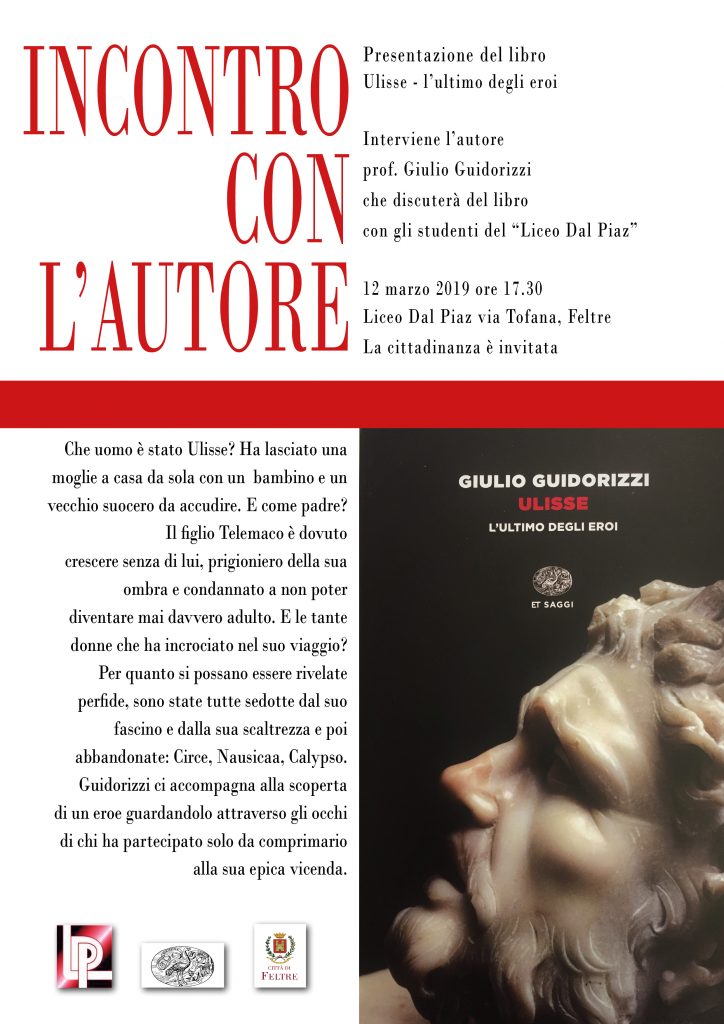 INCONTRO
CON
L'AUTORE
Presentazione del libro
Ulisse - l'ultimo degli eroi
Interviene l'autore
prof. Giulio Guidorizzi
che discuterà del libro
con gli studenti del “Liceo Dal Piaz”
12 marzo 2019 ore 17.30
Liceo Dal Piaz via Tofana, Feltre
La cittadinanza è invitata
Che uomo è stato Ulisse? Ha lasciato una
moglie a casa da sola con un bambino e un
vecchio suocero da accudire. E come padre?
Il figlio Telemaco è dovuto
crescere senza di lui, prigioniero della sua
ombra e condannato a non poter
diventare mai davvero adulto. E le tante
donne che ha incrociato nel suo viaggio?
Per quanto si possano essere rivelate
perfide, sono state tutte sedotte dal suo
fascino e dalla sua scaltrezza e poi
abbandonate: Circe, Nausicaa, Calypso.
Guidorizzi ci accompagna alla scoperta
di un eroe guardandolo attraverso gli occhi
di chi ha partecipato solo da comprimario
alla sua epica vicenda.
GIULIO GUIDORIZZI
ULISSE
L'ULTIMO DEGLI EROI
ET SAGGI
LDP
CITTÀ DI
FELTRE